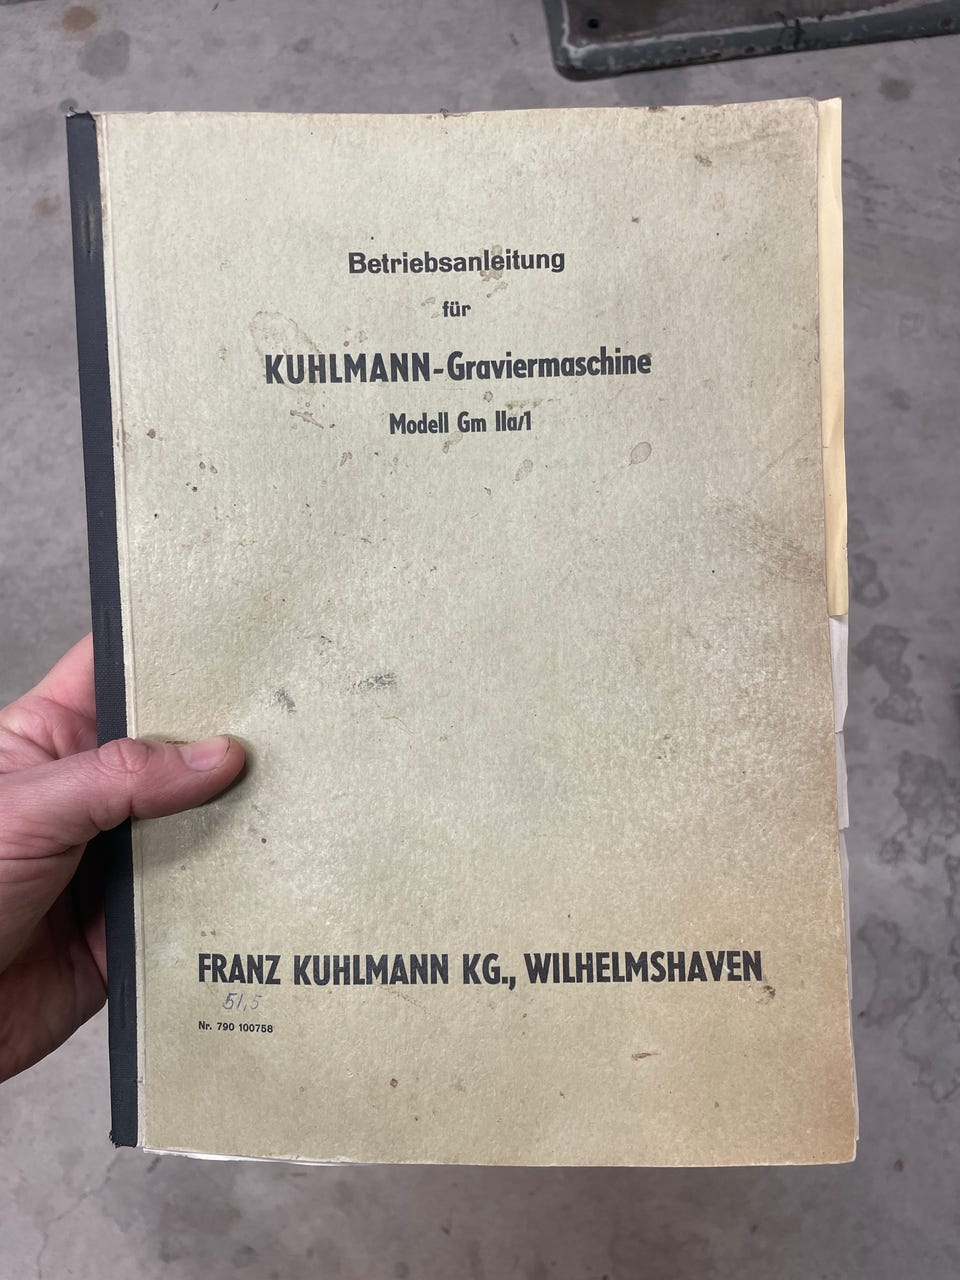 Betriebsanleitung
für
KUHLMANN-Graviermaschine
Modell Gm IIa/1
FRANZ KUHLMANN KG., WILHELMSHAVEN
51,5
Nr. 790 100758